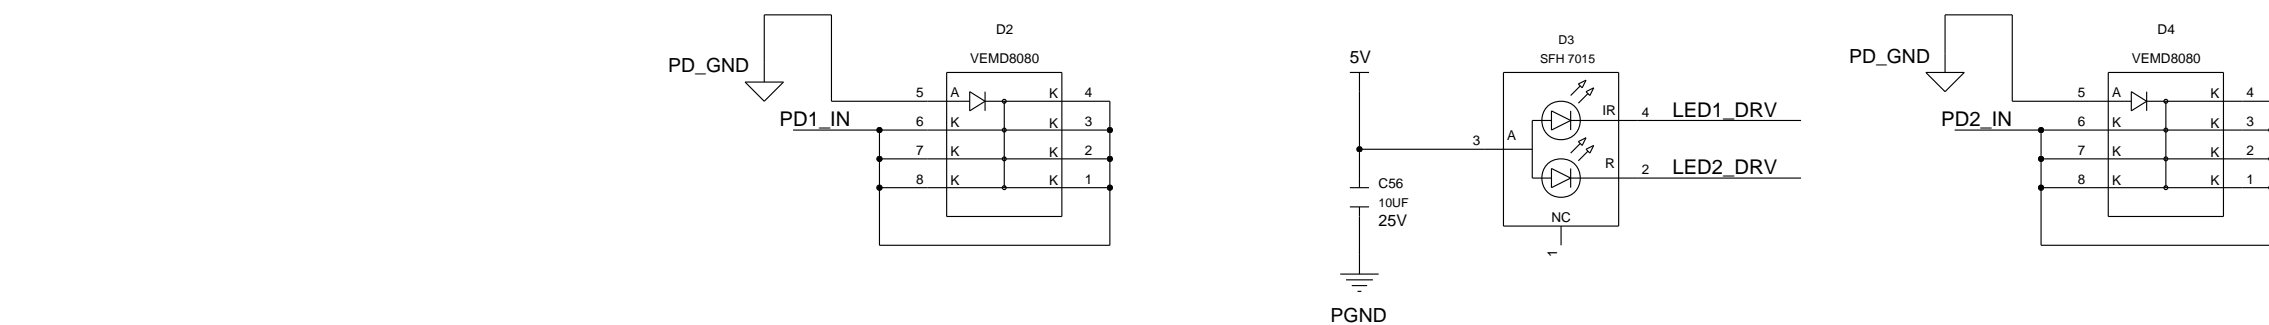 D2
VEMD8080
PD_GND
5 A K 4
PD1_IN
6 K K 3
7 K K 2
8 K K 1
D3
SFH 7015
5V
IR 4 LED1_DRV
3 A
R 2 LED2_DRV
C56
10UF
25V
NC
1
PGND
D4
VEMD8080
PD_GND
5 A K 4
PD2_IN
6 K K 3
7 K K 2
8 K K 1